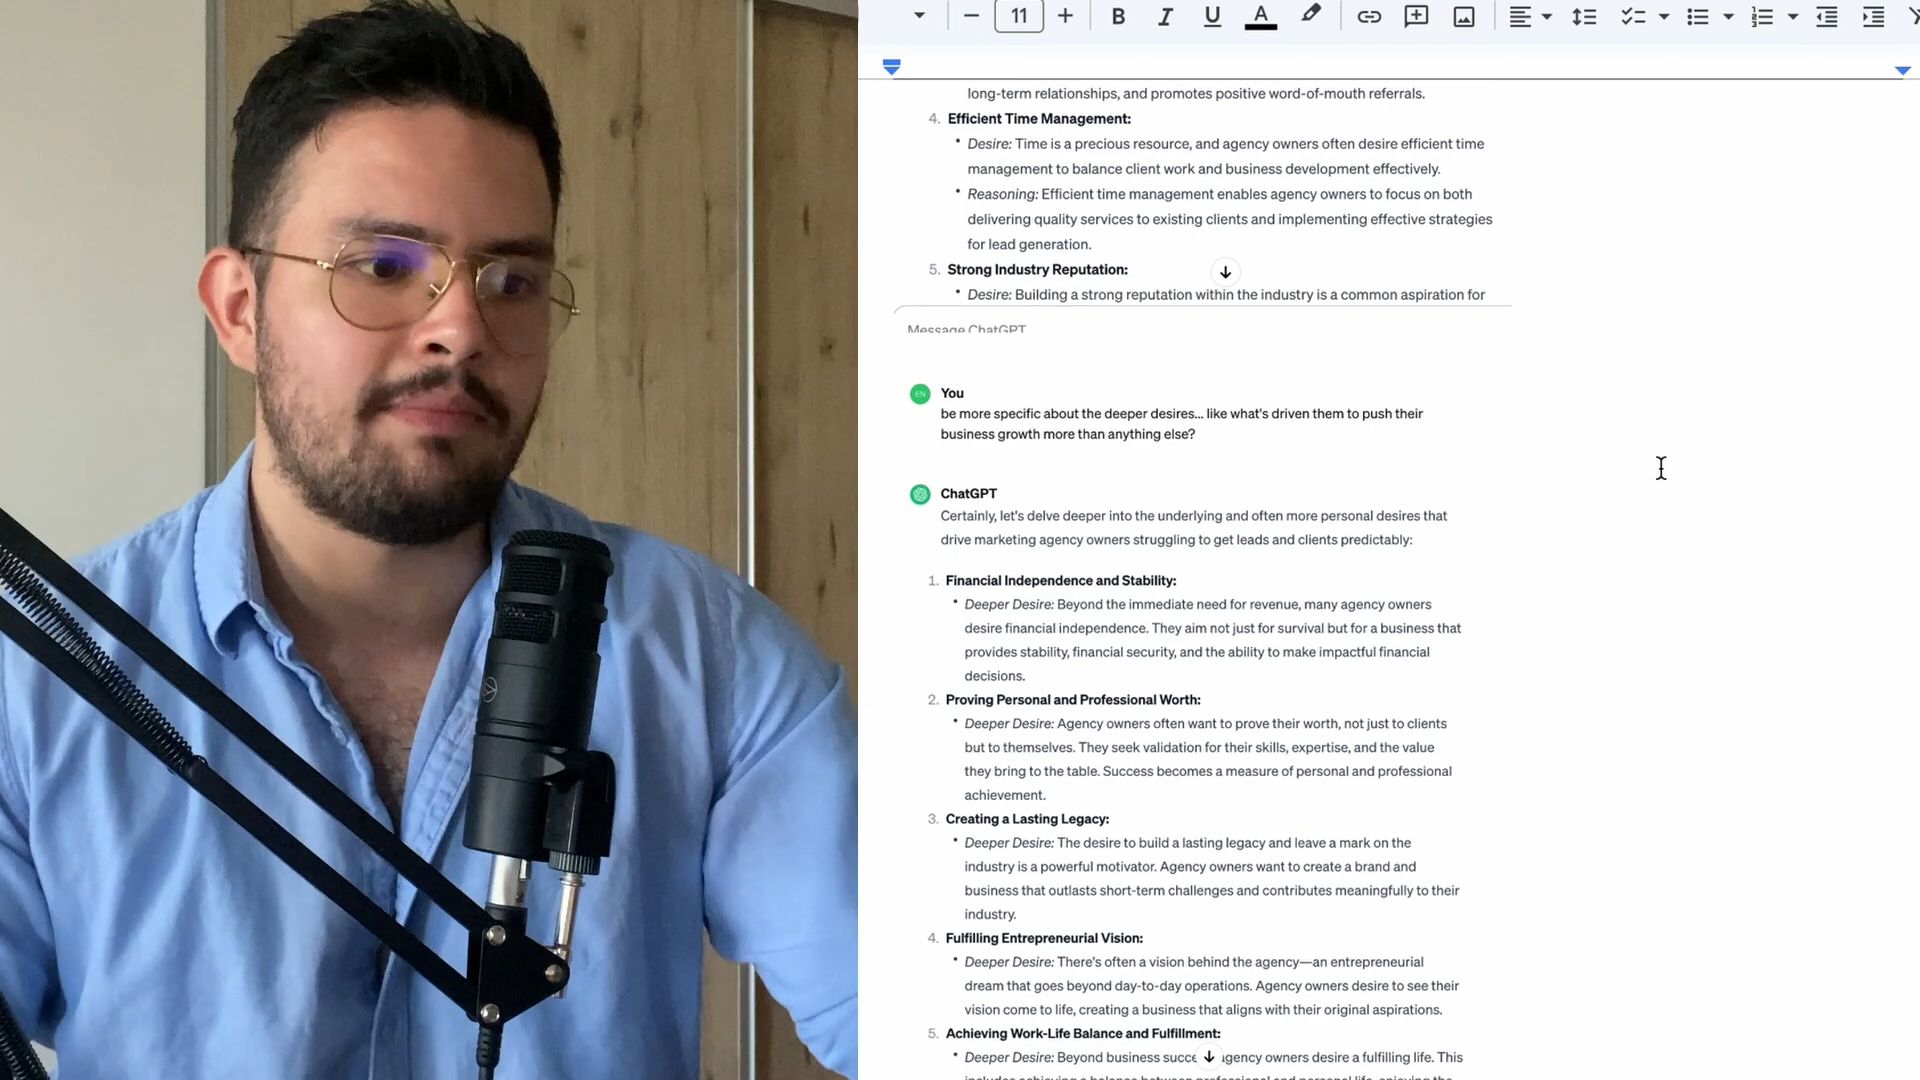 11
B
I
U
A
long-term relationships, and promotes positive word-of-mouth referrals.
4. Efficient Time Management:
• Desire: Time is a precious resource, and agency owners often desire efficient time
management to balance client work and business development effectively.
• Reasoning: Efficient time management enables agency owners to focus on both
delivering quality services to existing clients and implementing effective strategies
for lead generation.
5. Strong Industry Reputation:
• Desire: Building a strong reputation within the industry is a common aspiration for
Message ChatGPT
EN You
be more specific about the deeper desires... like what's driven them to push their
business growth more than anything else?
ChatGPT
Certainly, let's delve deeper into the underlying and often more personal desires that
drive marketing agency owners struggling to get leads and clients predictably:
1. Financial Independence and Stability:
• Deeper Desire: Beyond the immediate need for revenue, many agency owners
desire financial independence. They aim not just for survival but for a business that
provides stability, financial security, and the ability to make impactful financial
decisions.
2. Proving Personal and Professional Worth:
• Deeper Desire: Agency owners often want to prove their worth, not just to clients
but to themselves. They seek validation for their skills, expertise, and the value
they bring to the table. Success becomes a measure of personal and professional
achievement.
3. Creating a Lasting Legacy:
• Deeper Desire: The desire to build a lasting legacy and leave a mark on the
industry is a powerful motivator. Agency owners want to create a brand and
business that outlasts short-term challenges and contributes meaningfully to their
industry.
4. Fulfilling Entrepreneurial Vision:
• Deeper Desire: There's often a vision behind the agency—an entrepreneurial
dream that goes beyond day-to-day operations. Agency owners desire to see their
vision come to life, creating a business that aligns with their original aspirations.
5. Achieving Work-Life Balance and Fulfillment:
• Deeper Desire: Beyond business succe agency owners desire a fulfilling life. This
includes achieving a balance between professional and personal life, enjoying the